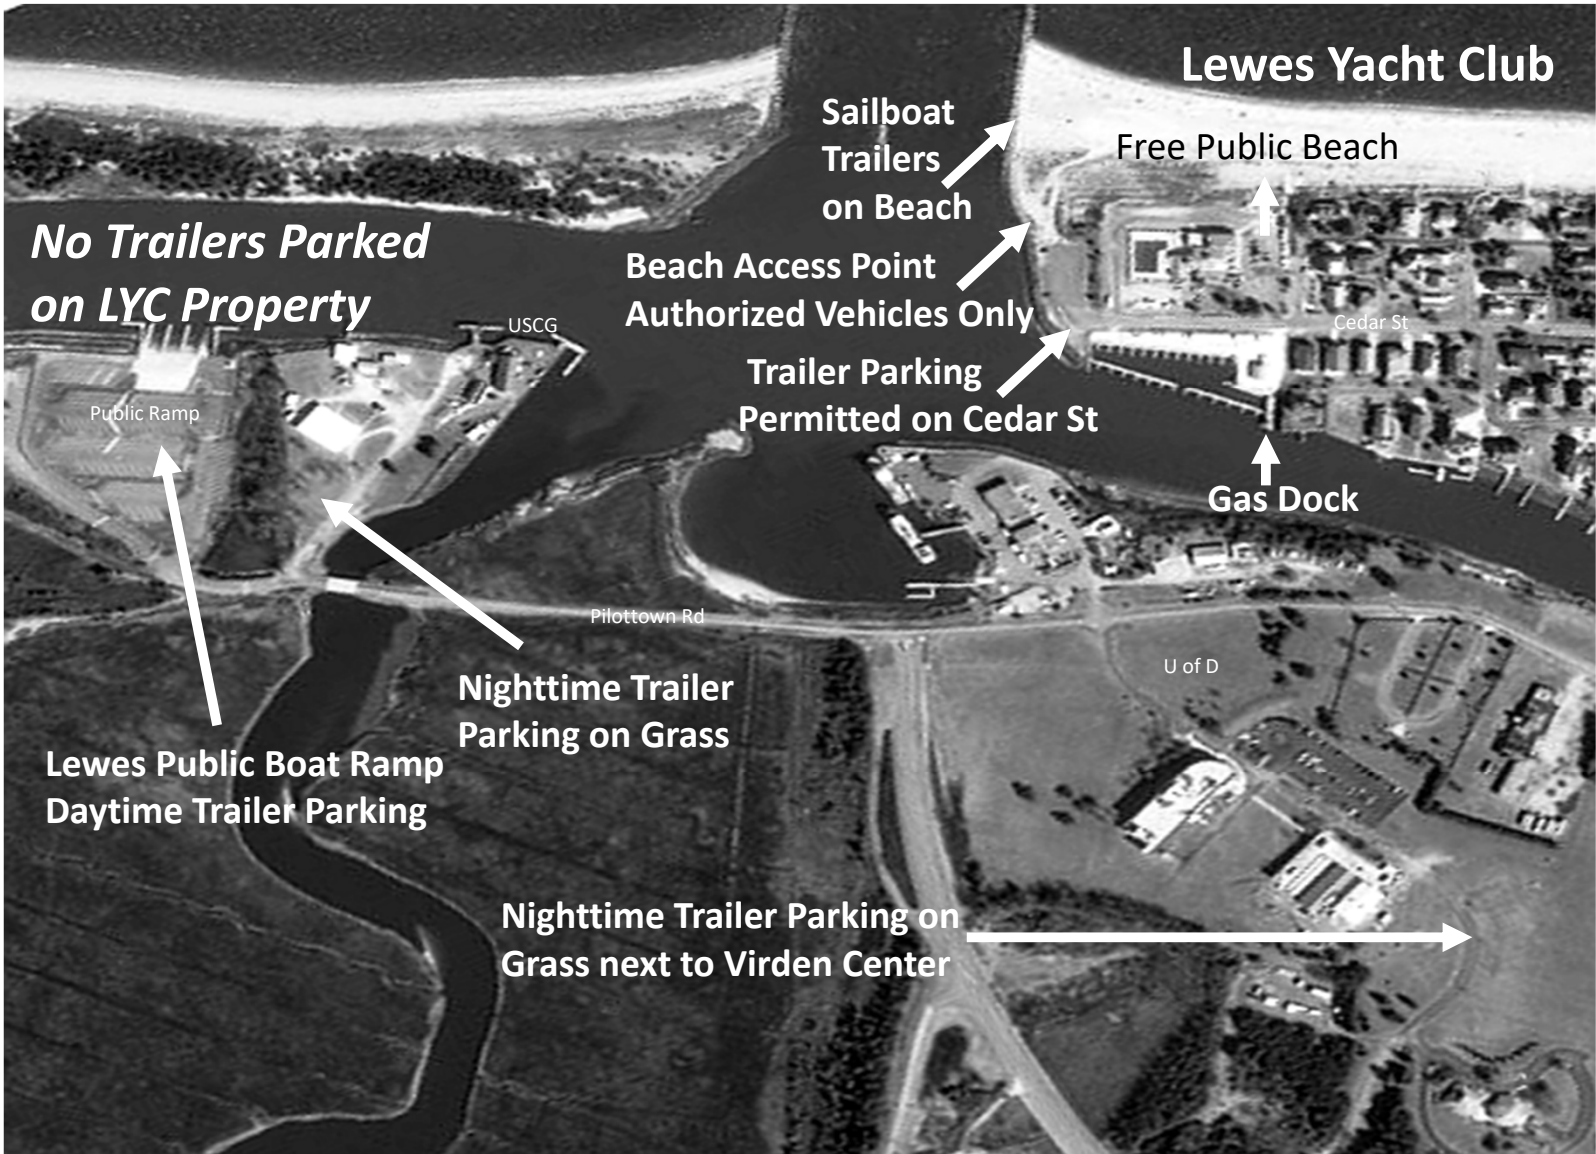 Lewes Yacht Club
Sailboat
Trailers
on Beach
Free Public Beach
No Trailers Parked
on LYC Property
Beach Access Point
Authorized Vehicles Only
USCG
Cedar St
Trailer Parking
Permitted on Cedar St
Public Ramp
Gas Dock
Pilottown Rd
U of D
Nighttime Trailer
Parking on Grass
Lewes Public Boat Ramp
Daytime Trailer Parking
Nighttime Trailer Parking on
Grass next to Virden Center